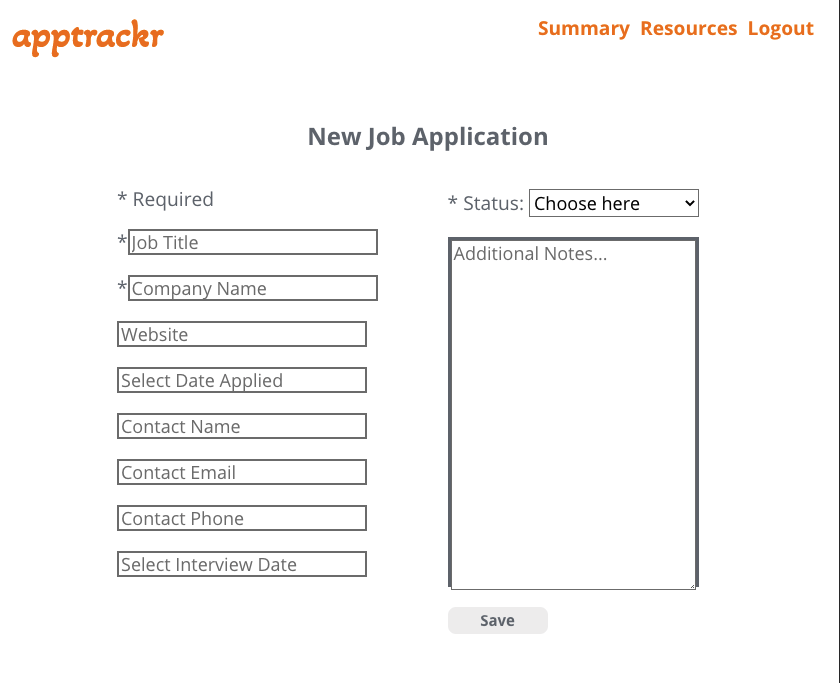 apptrackr
Summary Resources Logout
New Job Application
* Required
*Job Title
*Company Name
Website
Select Date Applied
Contact Name
Contact Email
Contact Phone
Select Interview Date
* Status: Choose here
Additional Notes...
Save